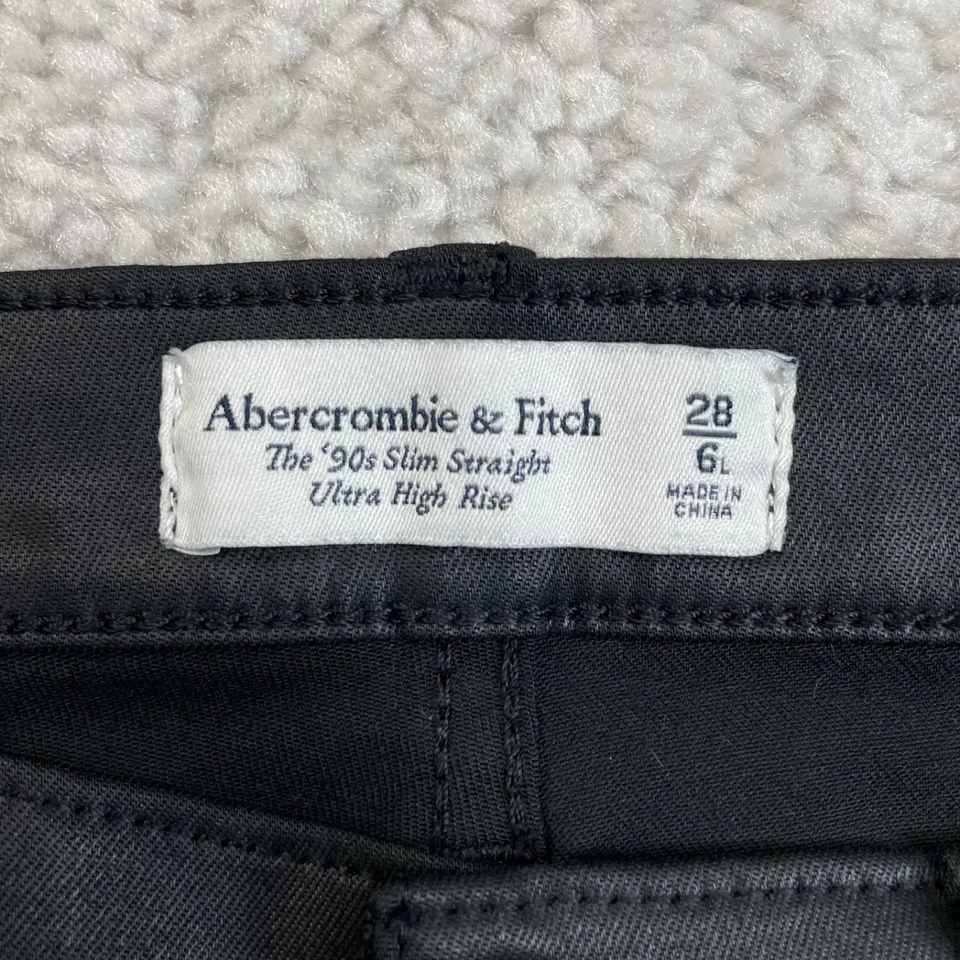 Abercrombie & Fitch
The '90s Slim Straight
Ultra High Rise
28
6L
MADE IN
CHINA